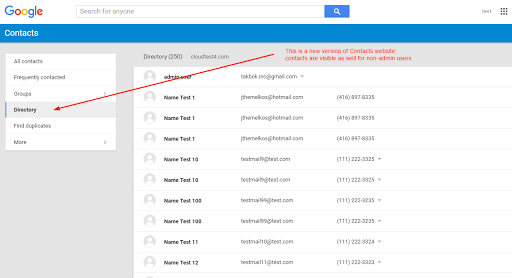 Google
Search for anyone
test
Contacts
All contacts
Frequently contacted
Groups
Directory
Find duplicates
More
Directory (250) cloudtest4.com
This is a new version of Contacts website;
contacts are visible as well for non-admin users
admin user takbok.inc@gmail.com
Name Test 1 jthemelkos@hotmail.com (416) 897-8335
Name Test 1 jthemelkos@hotmail.com (416) 897-8335
Name Test 1 jthemelkos@hotmail.com (416) 897-8335
Name Test 10 testmail9@test.com (111) 222-3325
Name Test 10 testmail9@test.com (111) 222-3325
Name Test 100 testmail99@test.com (111) 222-3235
Name Test 100 testmail99@test.com (111) 222-3235
Name Test 11 testmail10@test.com (111) 222-3324
Name Test 12 testmail11@test.com (111) 222-3323